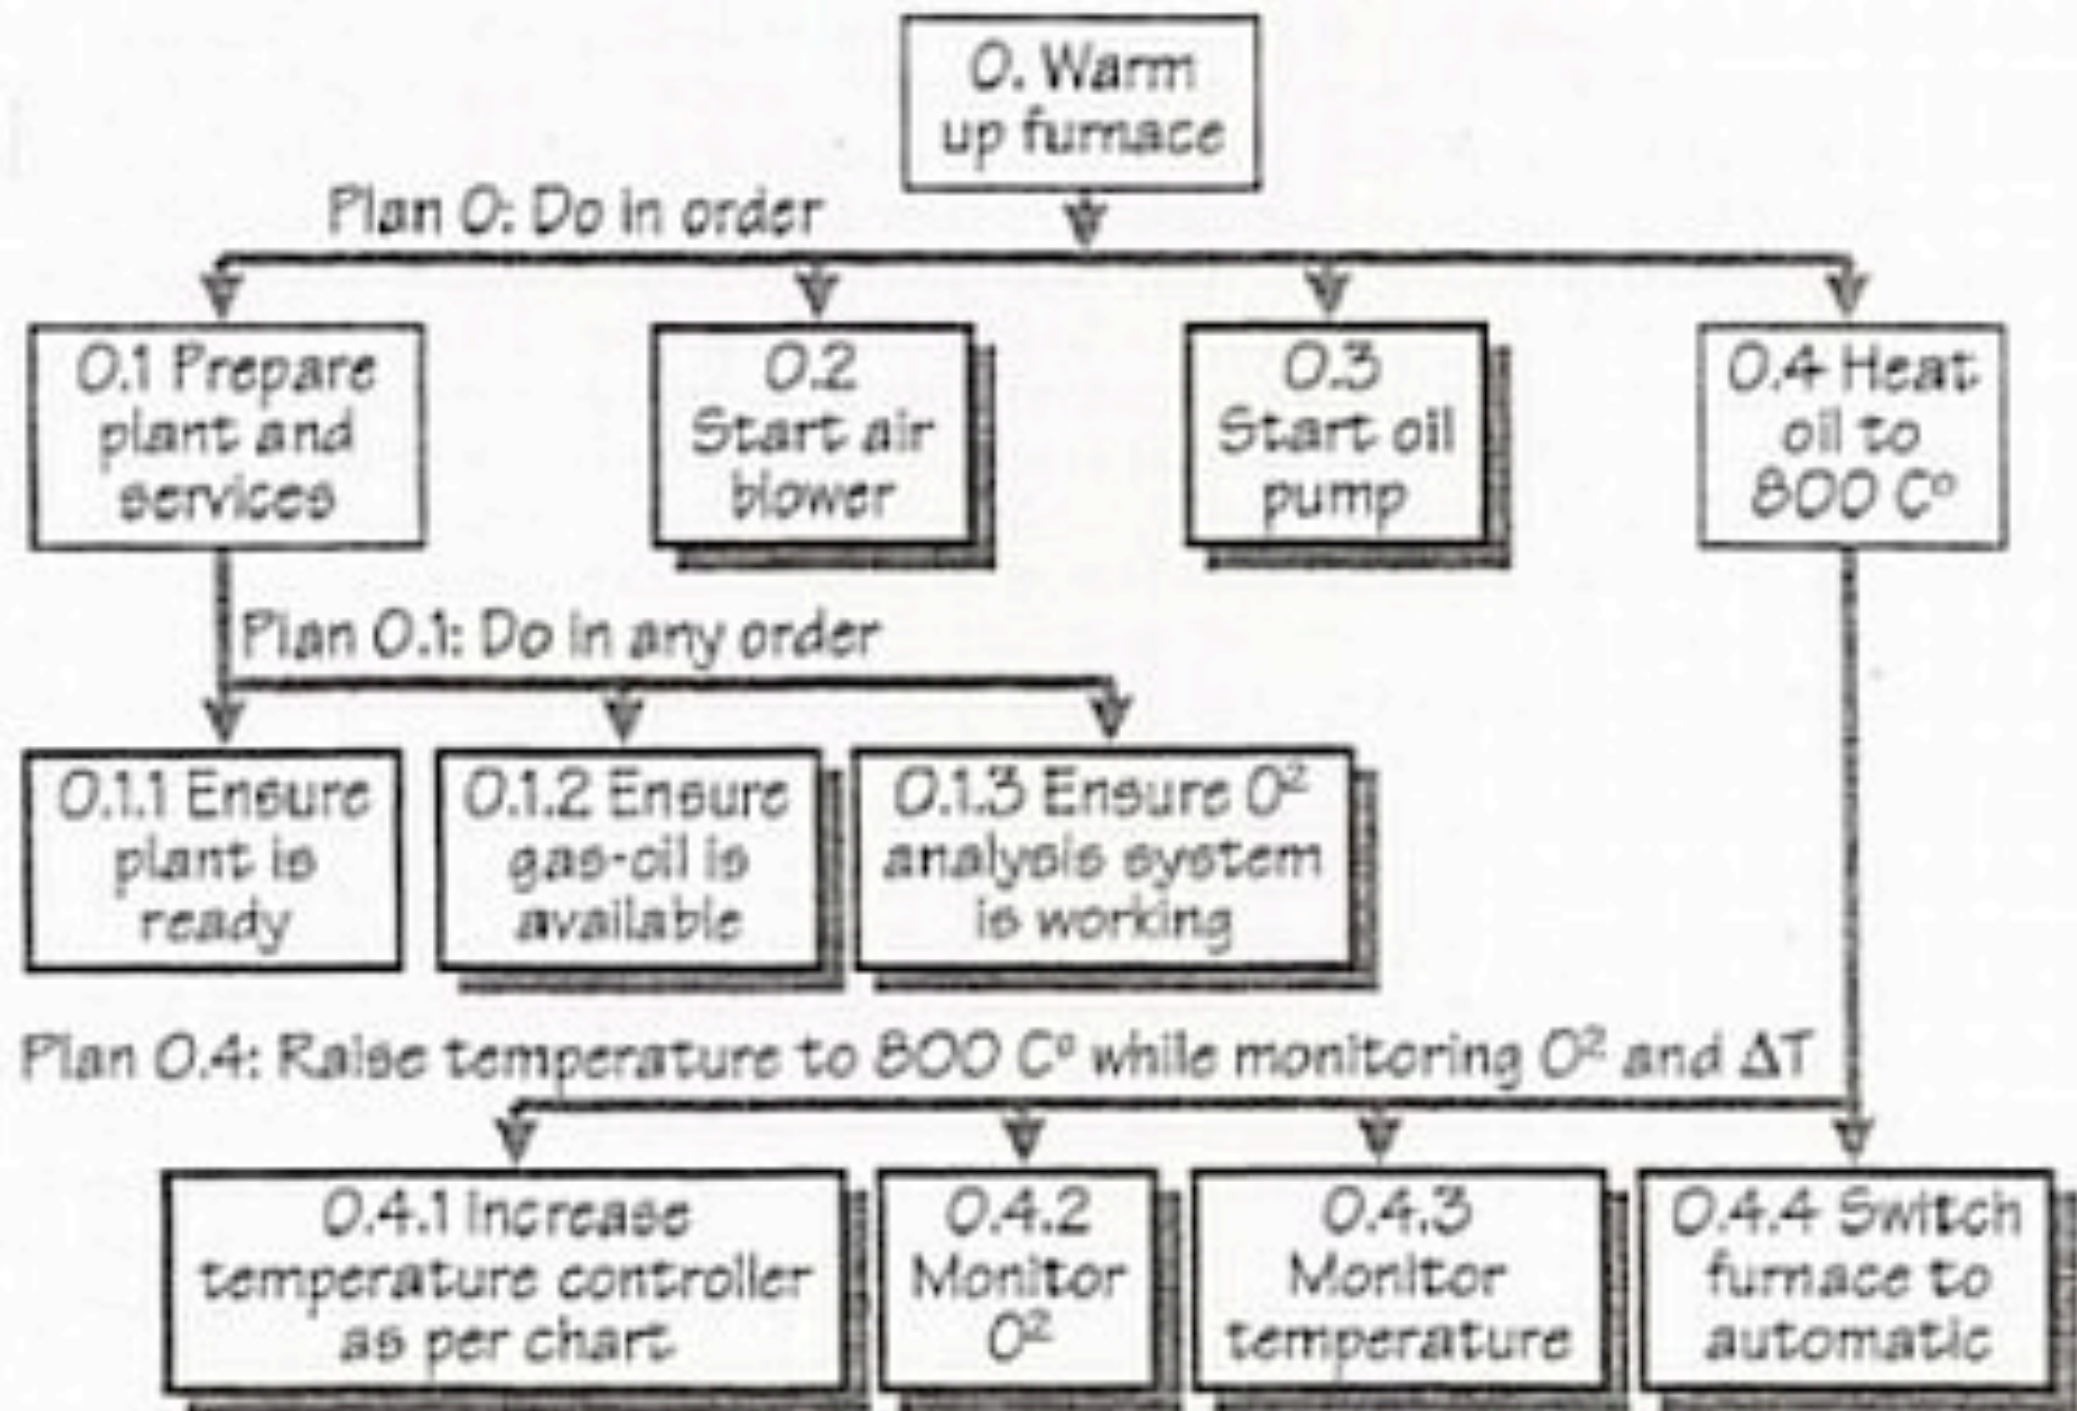 0. Warm
up furnace
Plan 0: Do in order
0.1 Prepare
plant and
services
0.2
Start air
blower
0.3
Start oil
pump
0.4 Heat
oil to
800 C°
Plan 0.1: Do in any order
0.1.1 Ensure
plant is
ready
0.1.2 Ensure
gas-oil is
available
0.1.3 Ensure O²
analysis system
is working
Plan 0.4: Raise temperature to 800 C° while monitoring O² and ΔT
0.4.1 Increase
temperature controller
as per chart
0.4.2
Monitor
O²
0.4.3
Monitor
temperature
0.4.4 Switch
furnace to
automatic